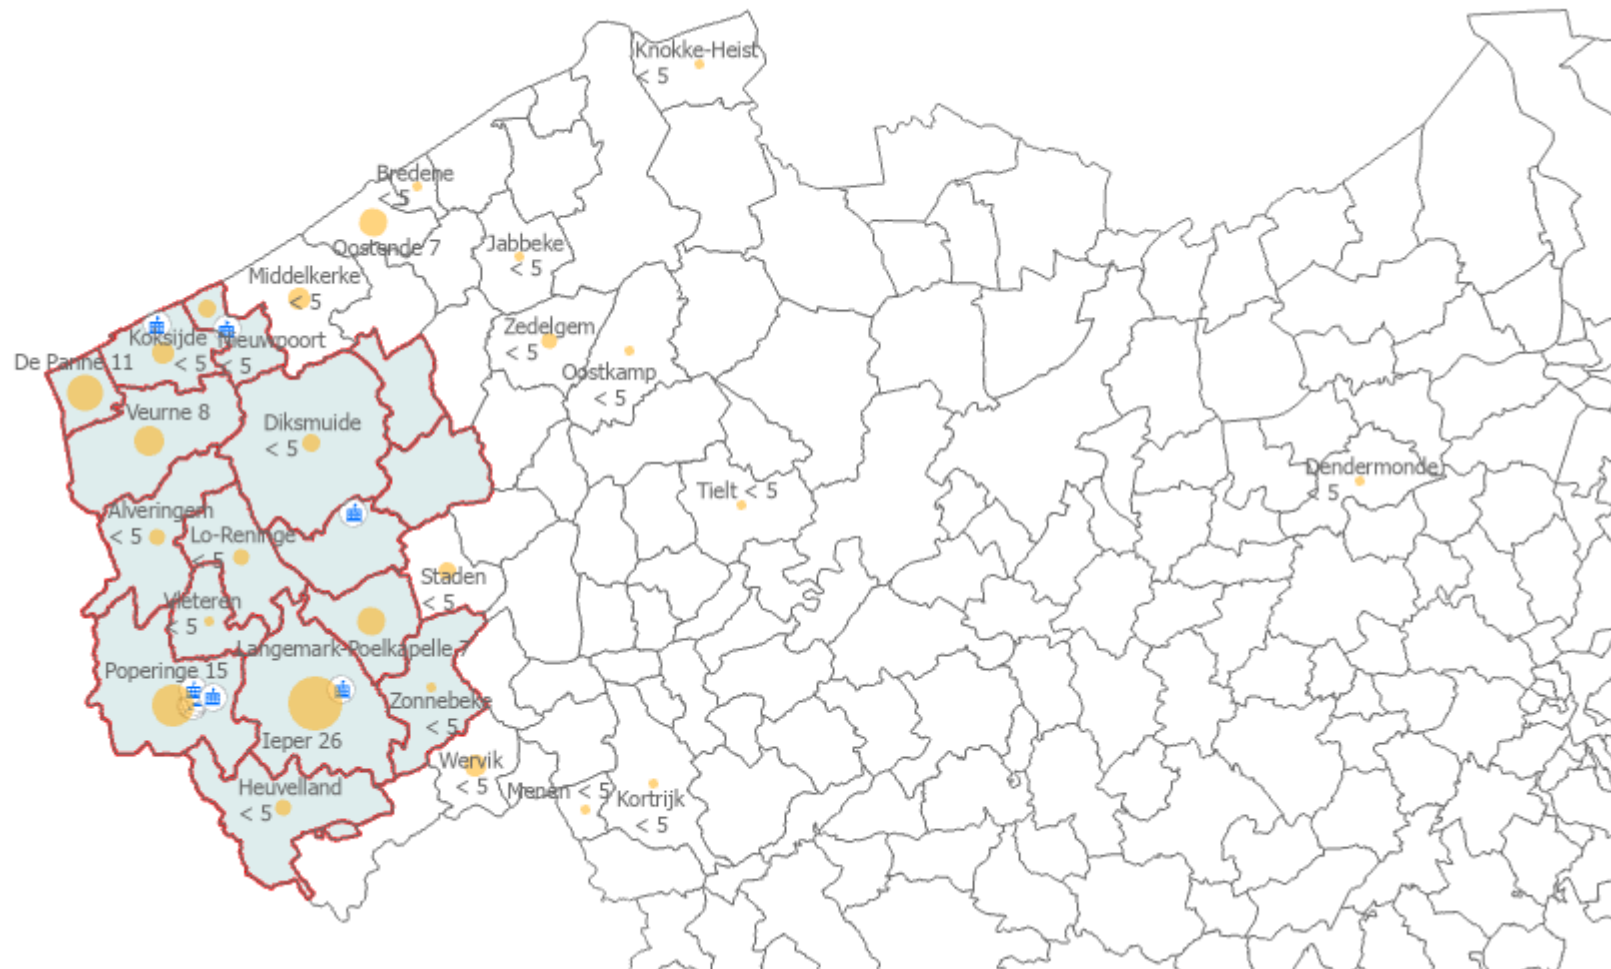 Knokke-Heist
< 5
Bredene
< 5
Oostende 7
Jabbeke
< 5
Middelkerke
< 5
Zedelgem
< 5
Koksijde
< 5
Nieuwpoort
< 5
De Panne 11
Oostkamp
< 5
Veurne 8
Diksmuide
< 5
Dendermonde
< 5
Tielt < 5
Alveringem
< 5
Lo-Reninge
< 5
Staden
< 5
Vleteren
< 5
Langemark-Poelkapelle 7
Poperinge 15
Zonnebeke
< 5
Ieper 26
Wervik
< 5
Heuvelland
< 5
Menen < 5
Kortrijk
< 5